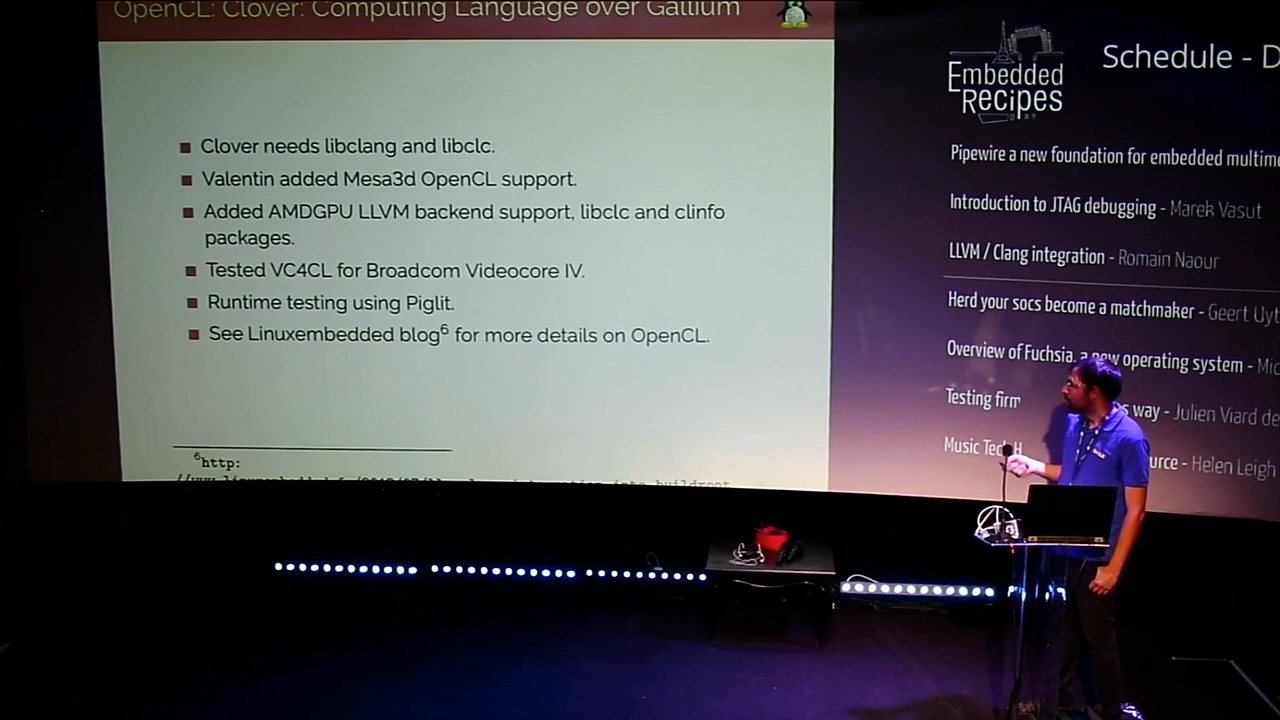 OpenCL: Clover: Computing Language over Gallium
Clover needs libclang and libclc.
Valentin added Mesa3d OpenCL support.
Added AMDGPU LLVM backend support, libclc and clinfo
packages.
Tested VC4CL for Broadcom Videocore IV.
Runtime testing using Piglit.
See Linuxembedded blog6 for more details on OpenCL.
6http:
Embedded
Recipes
Schedule - D
Pipewire a new foundation for embedded multim
Introduction to JTAG debugging - Marek Vasut
LLVM / Clang integration - Romain Naour
Herd your socs become a matchmaker - Geert Uyt
Overview of Fuchsia, a new operating system - Mic
Testing firm s way - Julien Viard de
Music Tec urce - Helen Leigh